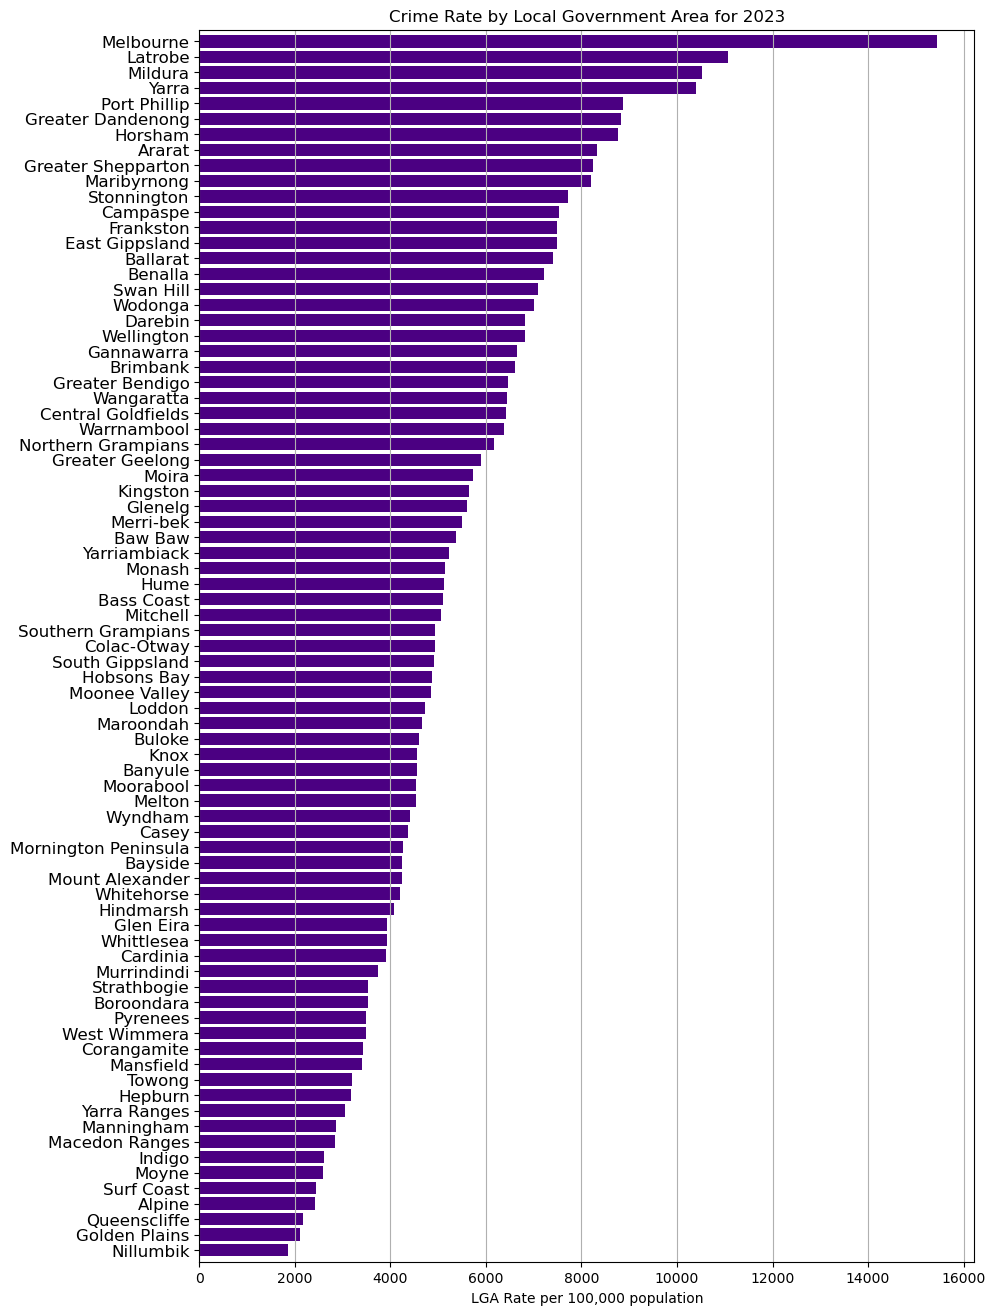 Crime Rate by Local Government Area for 2023
Melbourne
Latrobe
Mildura
Yarra
Port Phillip
Greater Dandenong
Horsham
Ararat
Greater Shepparton
Maribyrnong
Stonnington
Campaspe
Frankston
East Gippsland
Ballarat
Benalla
Swan Hill
Wodonga
Darebin
Wellington
Gannawarra
Brimbank
Greater Bendigo
Wangaratta
Central Goldfields
Warrnambool
Northern Grampians
Greater Geelong
Moira
Kingston
Glenelg
Merri-bek
Baw Baw
Yarriambiack
Monash
Hume
Bass Coast
Mitchell
Southern Grampians
Colac-Otway
South Gippsland
Hobsons Bay
Moonee Valley
Loddon
Maroondah
Buloke
Knox
Banyule
Moorabool
Melton
Wyndham
Casey
Mornington Peninsula
Bayside
Mount Alexander
Whitehorse
Hindmarsh
Glen Eira
Whittlesea
Cardinia
Murrindindi
Strathbogie
Boroondara
Pyrenees
West Wimmera
Corangamite
Mansfield
Towong
Hepburn
Yarra Ranges
Manningham
Macedon Ranges
Indigo
Moyne
Surf Coast
Alpine
Queenscliffe
Golden Plains
Nillumbik
0 2000 4000 6000 8000 10000 12000 14000 16000
LGA Rate per 100,000 population